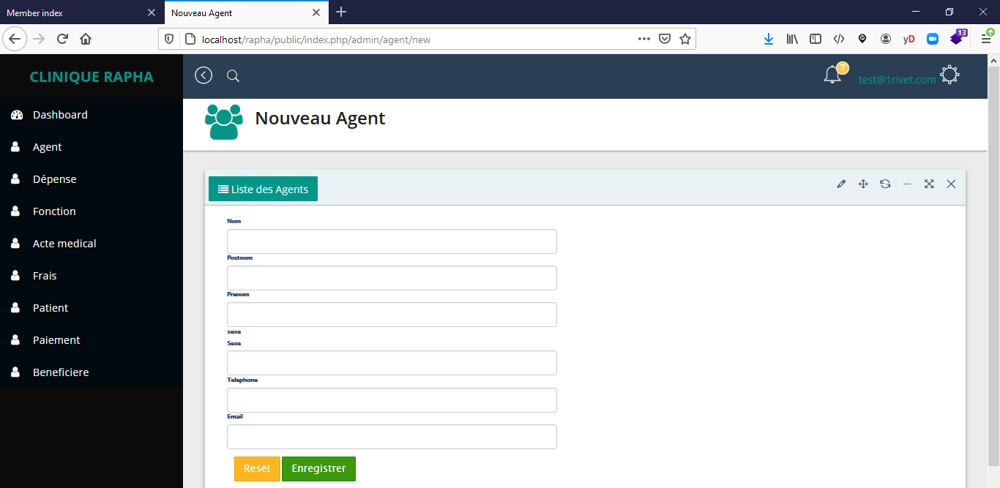 Member index
Nouveau Agent
localhost/rapha/public/index.php/admin/agent/new
yD
13
CLINIQUE RAPHA
7
test@1rivet.com
Dashboard
Agent
Dépense
Fonction
Acte medical
Frais
Patient
Paiement
Beneficiere
Nouveau Agent
Liste des Agents
Nom
Postnom
Prenom
sexe
Sexe
Telephone
Email
Reset Enregistrer